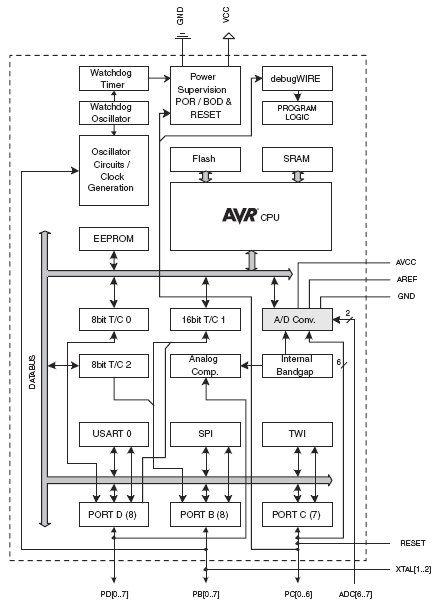 GND
VCC
Watchdog
Timer
Power
Supervision
POR / BOD &
RESET
debugWIRE
Watchdog
Oscillator
PROGRAM
LOGIC
Oscillator
Circuits /
Clock
Generation
Flash
SRAM
AVR CPU
EEPROM
AVCC
AREF
GND
8bit T/C 0
16bit T/C 1
A/D Conv.
2
DATABUS
8bit T/C 2
Analog
Comp.
Internal
Bandgap
6
USART 0
SPI
TWI
PORT D (8)
PORT B (8)
PORT C (7)
RESET
XTAL[1..2]
PD[0..7]
PB[0..7]
PC[0..6]
ADC[6..7]